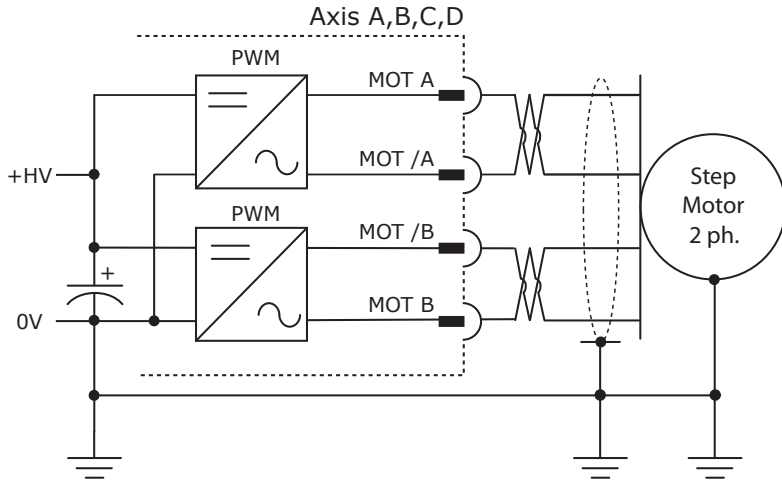 Axis A,B,C,D
PWM
MOT A
+HV
MOT /A
PWM
MOT /B
+
0V
MOT B
Step
Motor
2 ph.